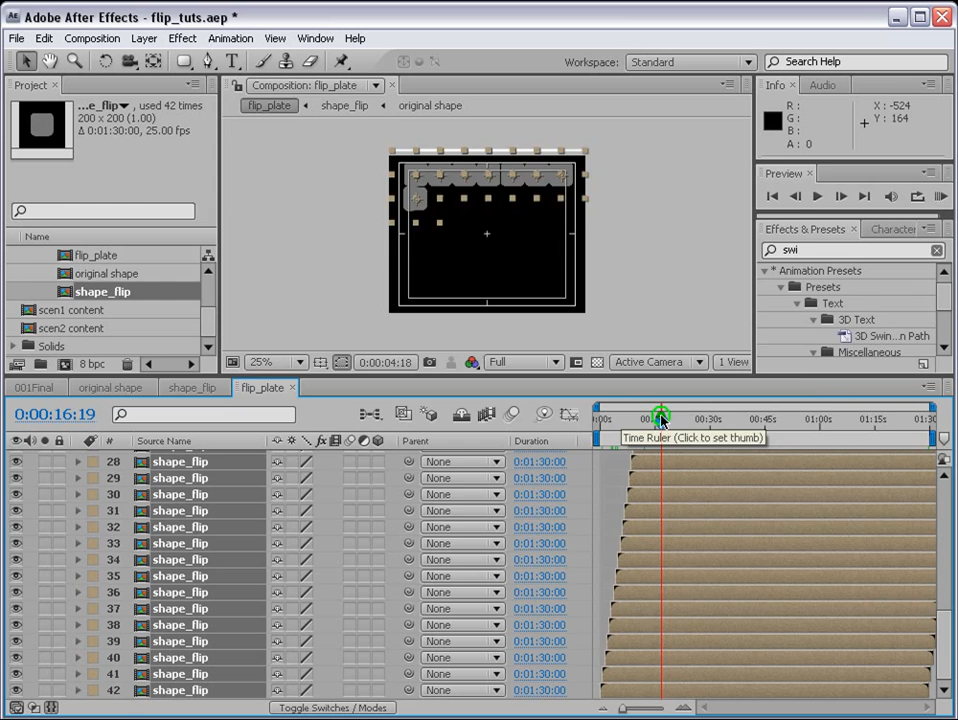 Adobe After Effects - flip_tuts.aep *
File Edit Composition Layer Effect Animation View Window Help
Workspace: Standard Search Help
Project
...e_flip▼, used 42 times
200 x 200 (1.00)
Δ 0:01:30:00, 25.00 fps
Name
flip_plate
original shape
shape_flip
scen1 content
scen2 content
Solids
8 bpc
Composition: flip_plate
flip_plate shape_flip original shape
25% 0:00:04:18 Full Active Camera 1 View
Info Audio
R :
G :
B :
A : 0
X : -524
Y : 164
Preview
Effects & Presets Character
swi
* Animation Presets
Presets
Text
3D Text
3D Swin...n Path
Miscellaneous
001Final original shape shape_flip flip_plate
0:00:16:19
00:30s 00:45s 01:00s 01:15s
# Source Name Parent Duration
Time Ruler (Click to set thumb)
28 shape_flip None 0:01:30:00
29 shape_flip None 0:01:30:00
30 shape_flip None 0:01:30:00
31 shape_flip None 0:01:30:00
32 shape_flip None 0:01:30:00
33 shape_flip None 0:01:30:00
34 shape_flip None 0:01:30:00
35 shape_flip None 0:01:30:00
36 shape_flip None 0:01:30:00
37 shape_flip None 0:01:30:00
38 shape_flip None 0:01:30:00
39 shape_flip None 0:01:30:00
40 shape_flip None 0:01:30:00
41 shape_flip None 0:01:30:00
42 shape_flip None 0:01:30:00
Toggle Switches / Modes